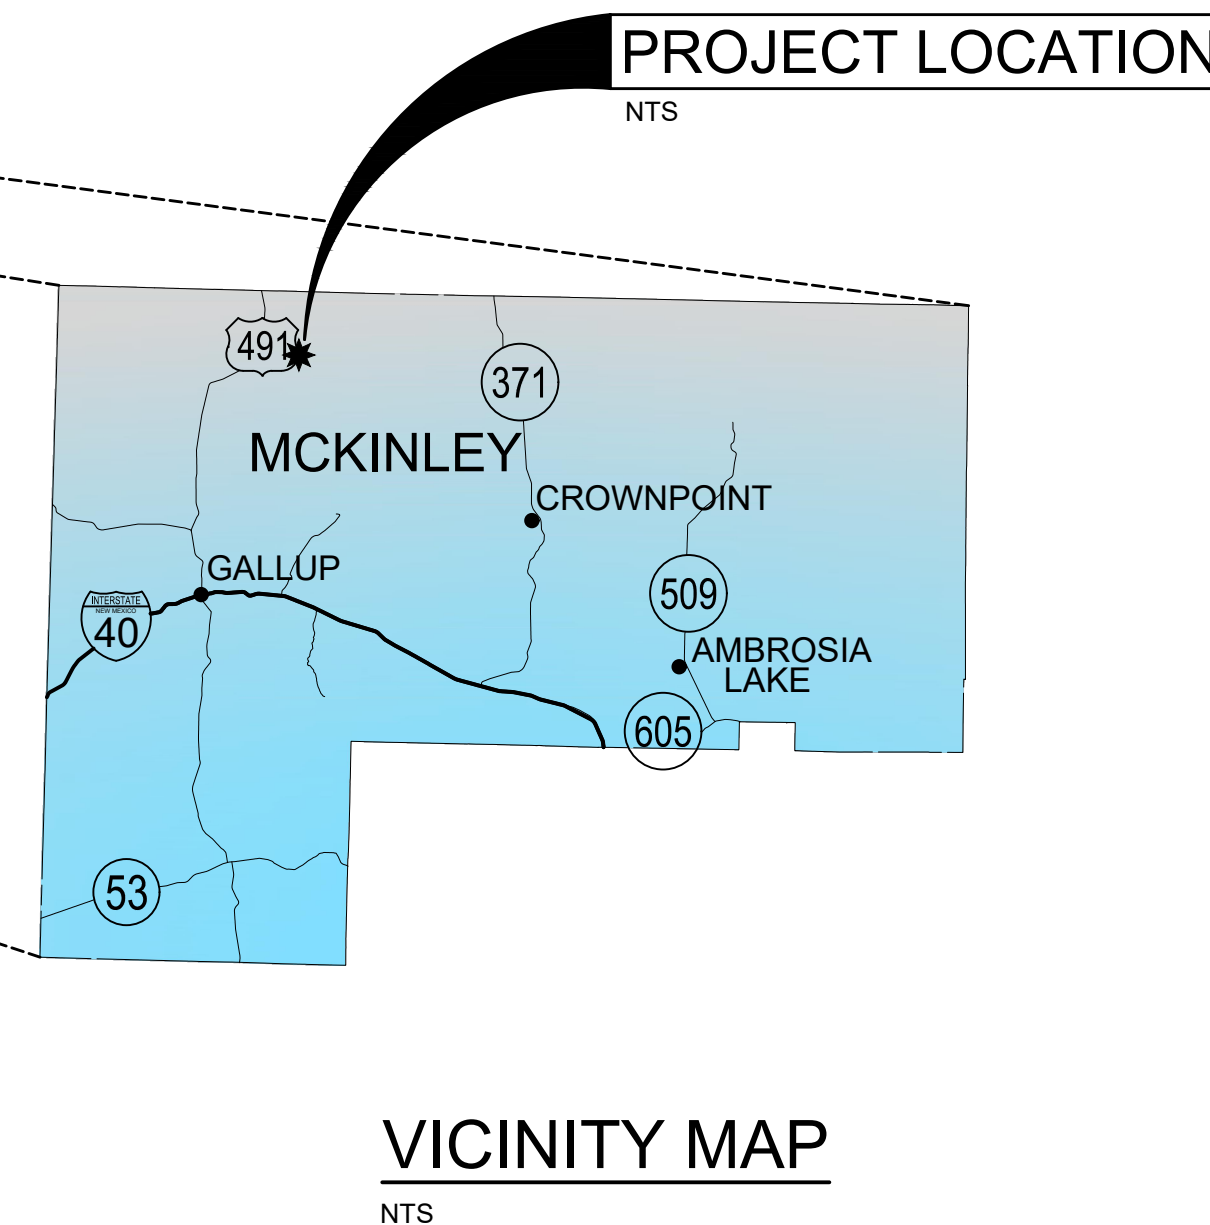 PROJECT LOCATION
NTS
491
371
MCKINLEY
CROWNPOINT
GALLUP
INTERSTATE
NEW MEXICO
40
509
AMBROSIA
LAKE
605
53
VICINITY MAP
NTS